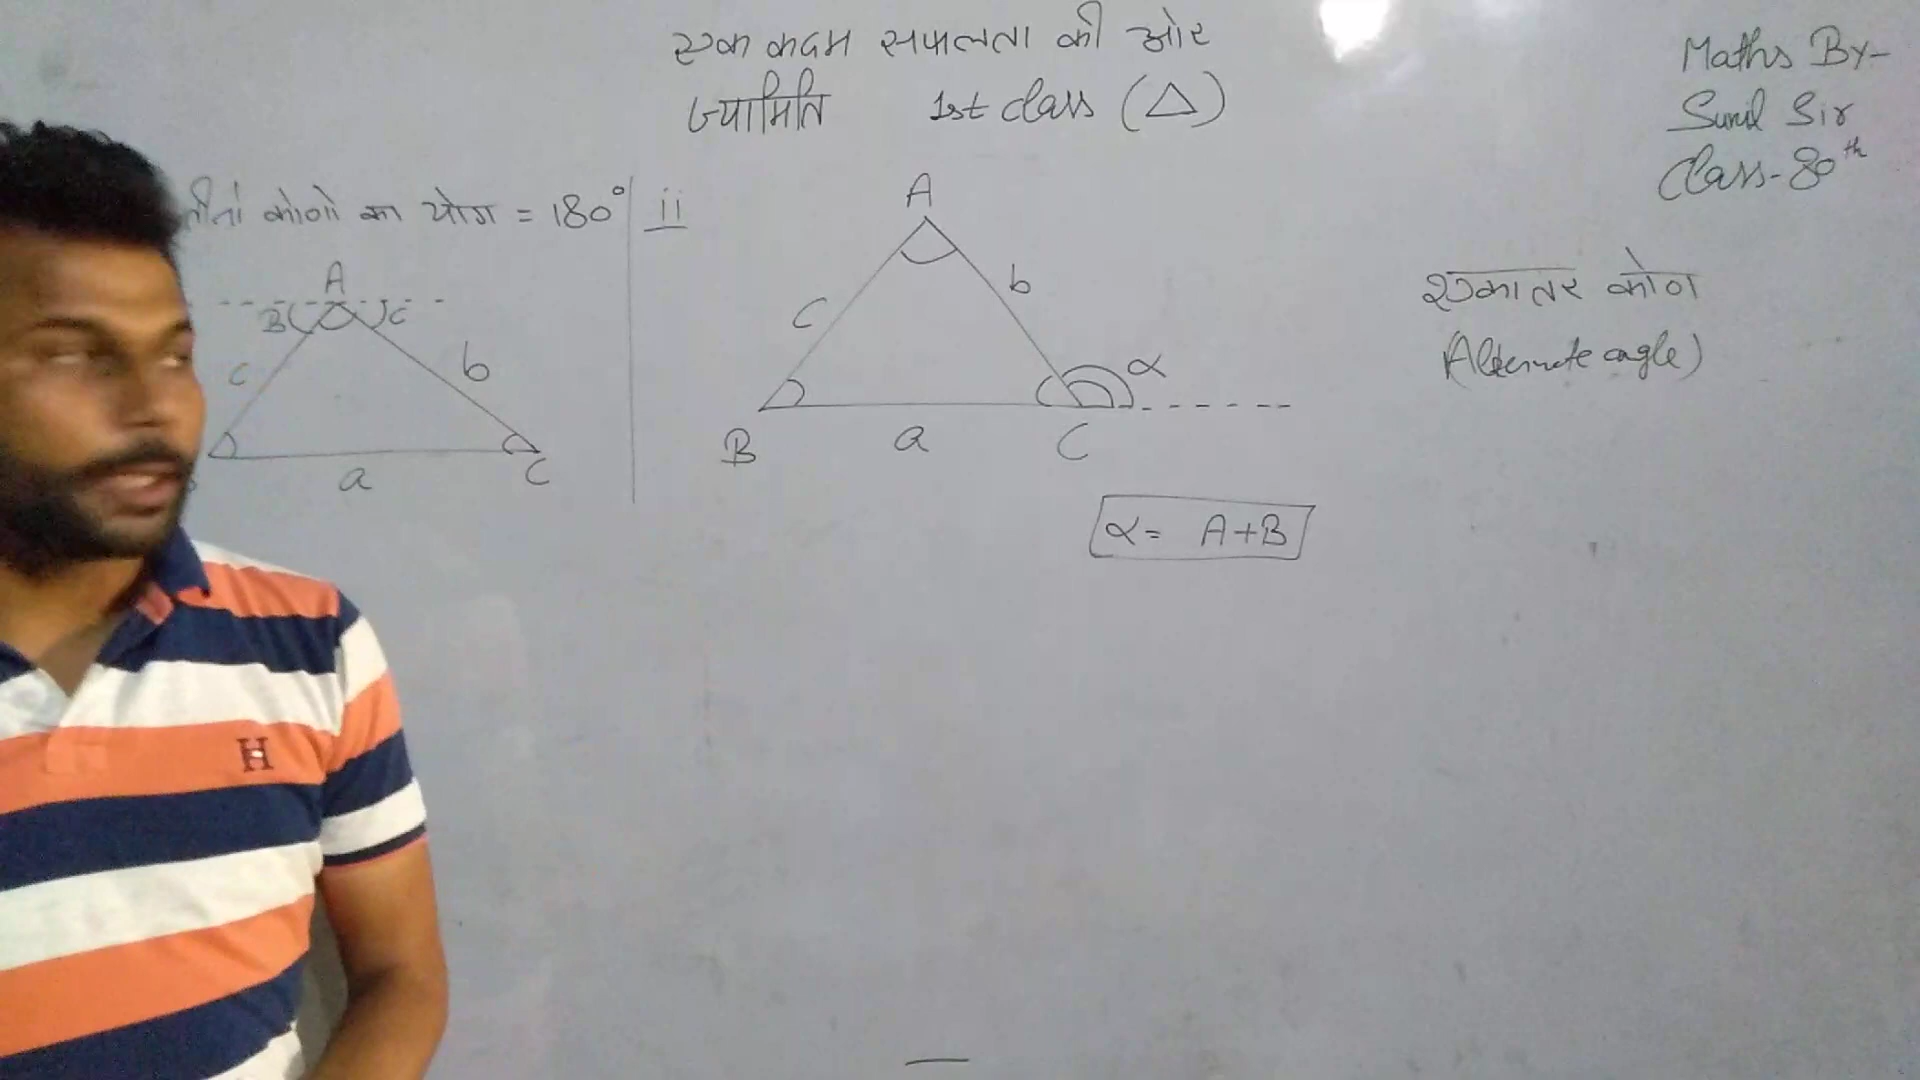 एक कदम सफलता की ओर
ज्यामिति 1st class (△)
Maths By-
Sunil Sir
Class-80th
तीनों कोणों का योग = 180°
ii
A
B C
c b
a C
A
c b
α
B a C
α = A+B
एकान्तर कोण
(Alternate angle)
H